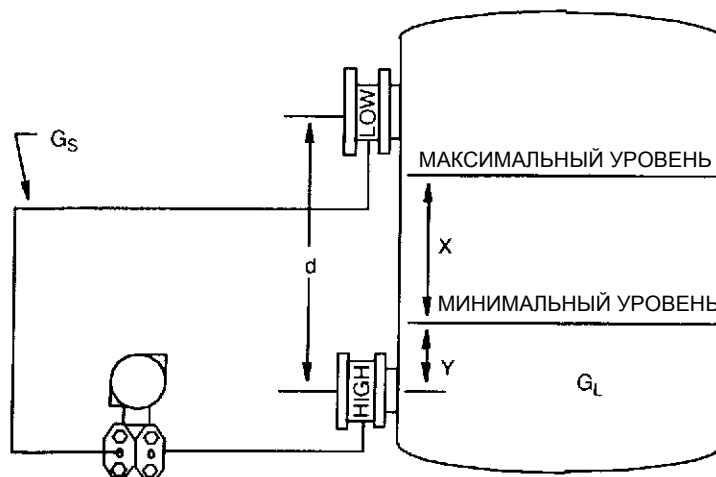 LOW
G_S
МАКСИМАЛЬНЫЙ УРОВЕНЬ
X
d
МИНИМАЛЬНЫЙ УРОВЕНЬ
Y
HIGH
G_L